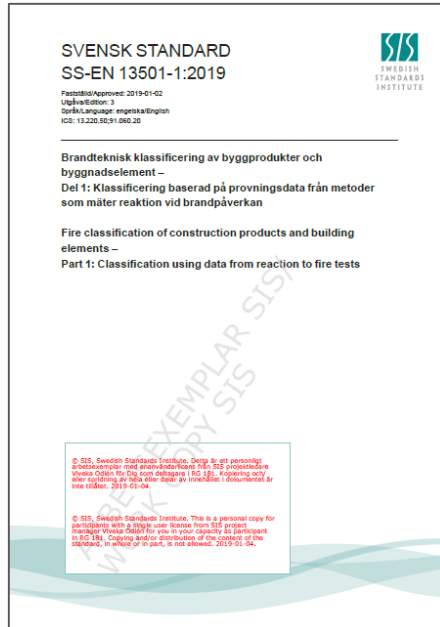 SVENSK STANDARD
SS-EN 13501-1:2019
Fastställd/Approved: 2019-01-02
Utgåva/Edition: 3
Språk/Language: engelska/English
ICS: 13.220.50;91.060.20
SIS
SWEDISH
STANDARDS
INSTITUTE
Brandteknisk klassificering av byggprodukter och
byggnadselement –
Del 1: Klassificering baserad på provningsdata från metoder
som mäter reaktion vid brandpåverkan
Fire classification of construction products and building
elements –
Part 1: Classification using data from reaction to fire tests
ARBETSEXEMPLAR SIS/
WORK COPY SIS
© SIS, Swedish Standards Institute. Detta är ett personligt
arbetsexemplar med enanvändarlicens från SIS projektledare
Viveka Odlén för Dig som deltagare i RG 181. Kopiering och/
eller spridning av hela eller delar av innehållet i dokumentet är
inte tillåtet. 2019-01-04.
© SIS, Swedish Standards Institute. This is a personal copy for
participants with a single user license from SIS project
manager Viveka Odlén for you in your capacity as participant
in RG 181. Copying and/or distribution of the content of the
standard, in whole or in part, is not allowed. 2019-01-04.